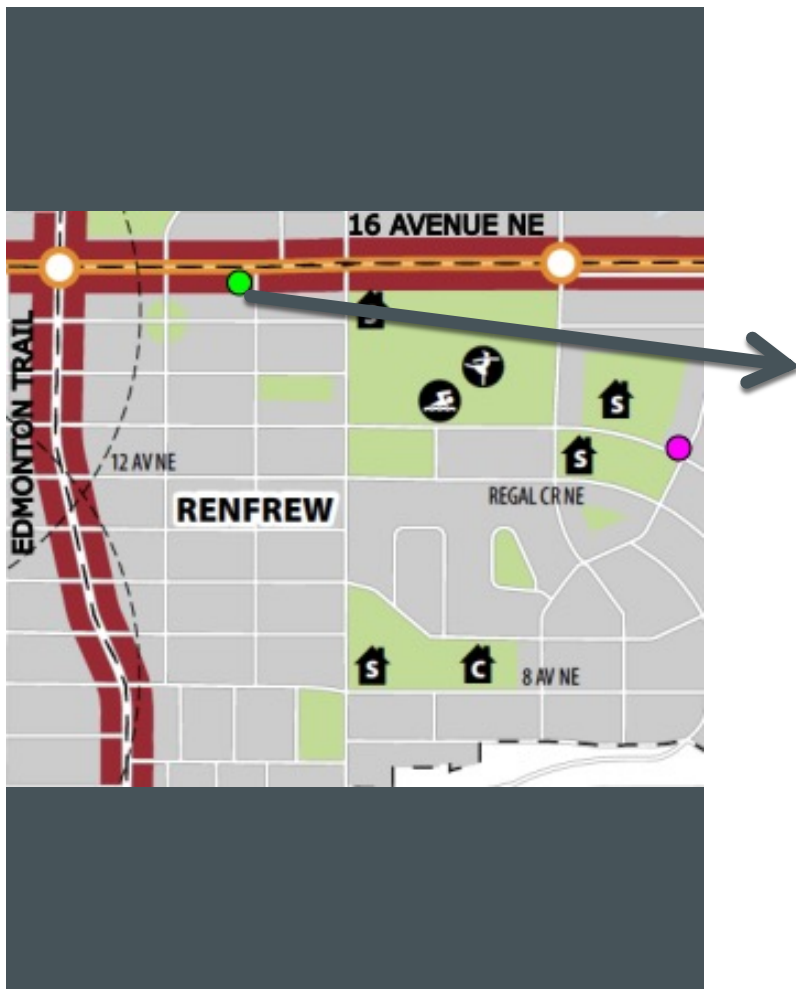 16 AVENUE NE
EDMONTON TRAIL
S
12 AV NE
S
REGAL CR NE
RENFREW
S
C
8 AV NE